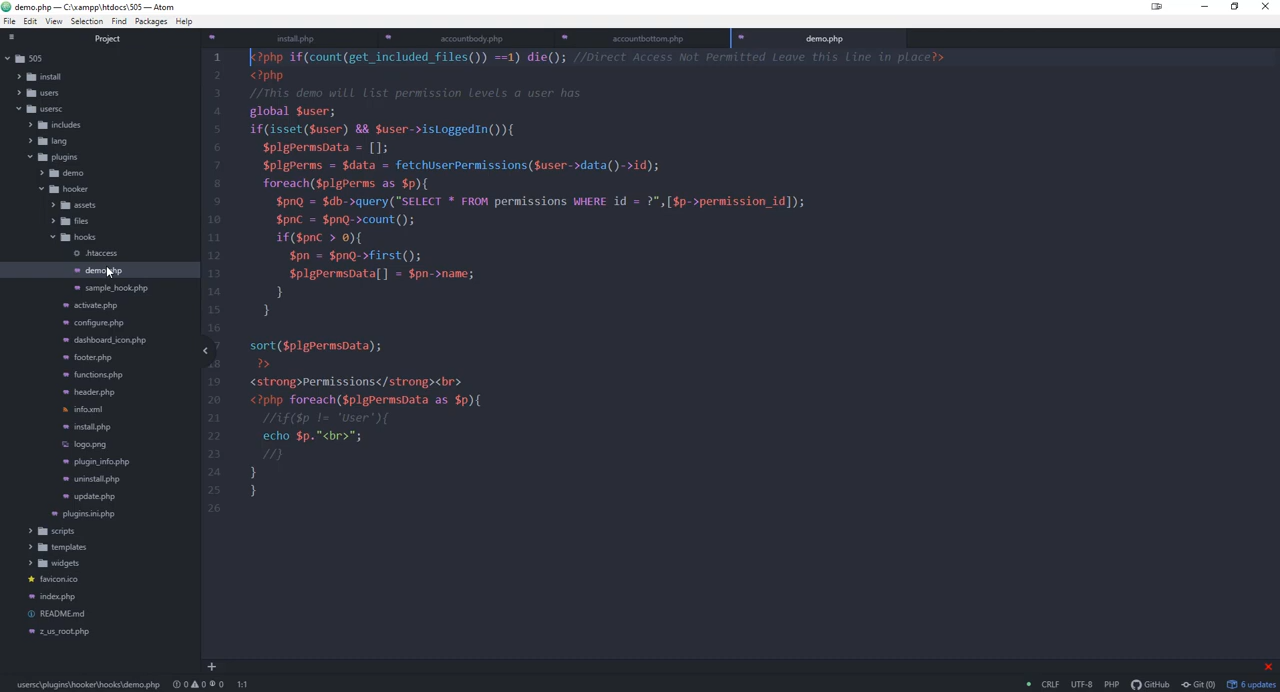 demo.php — C:\xampp\htdocs\505 — Atom
File Edit View Selection Find Packages Help
Project
505
install
users
usersc
includes
lang
plugins
demo
hooker
assets
files
hooks
.htaccess
demo.php
sample_hook.php
activate.php
configure.php
dashboard_icon.php
footer.php
functions.php
header.php
info.xml
install.php
logo.png
plugin_info.php
uninstall.php
update.php
plugins.ini.php
scripts
templates
widgets
favicon.ico
index.php
README.md
z_us_root.php
install.php accountbody.php accountbottom.php demo.php
1 <?php if(count(get_included_files()) ==1) die(); //Direct Access Not Permitted Leave this line in place?>
2 <?php
3 //This demo will list permission levels a user has
4 global $user;
5 if(isset($user) && $user->isLoggedIn()){
6 $plgPermsData = [];
7 $plgPerms = $data = fetchUserPermissions($user->data()->id);
8 foreach($plgPerms as $p){
9 $pnQ = $db->query("SELECT * FROM permissions WHERE id = ?",[$p->permission_id]);
10 $pnC = $pnQ->count();
11 if($pnC > 0){
12 $pn = $pnQ->first();
13 $plgPermsData[] = $pn->name;
14 }
15 }
16
7 sort($plgPermsData);
8 ?>
19 <strong>Permissions</strong><br>
20 <?php foreach($plgPermsData as $p){
21 //if($p != 'User'){
22 echo $p."<br>";
23 //}
24 }
25 }
26
usersc\plugins\hooker\hooks\demo.php 0 0 0 1:1 CRLF UTF-8 PHP GitHub Git (0) 6 updates